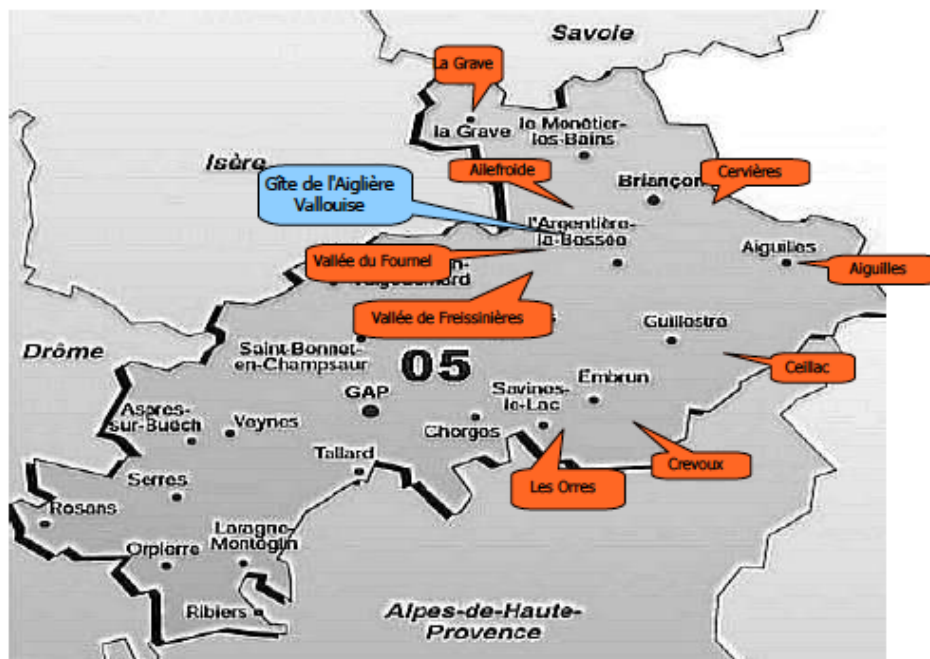 Savoie
La Grave
la Grave
le Monêtier-
les-Bains
Isère
Ailefroide
Cervières
Briançon
Gîte de l'Aiglière
Vallouise
l'Argentière-
la-Bessée
Aiguilles
Aiguilles
Vallée du Fournel
Vallée de Freissinières
Guillestre
Drôme
Saint-Bonnet-
en-Champsaur
05
Ceillac
Embrun
GAP
Savines-
le-Lac
Aspres-
sur-Buëch
Veynes
Chorges
Tallard
Crevoux
Les Orres
Serres
Rosans
Laragne-
Montéglin
Orpierre
Ribiers
Alpes-de-Haute-
Provence